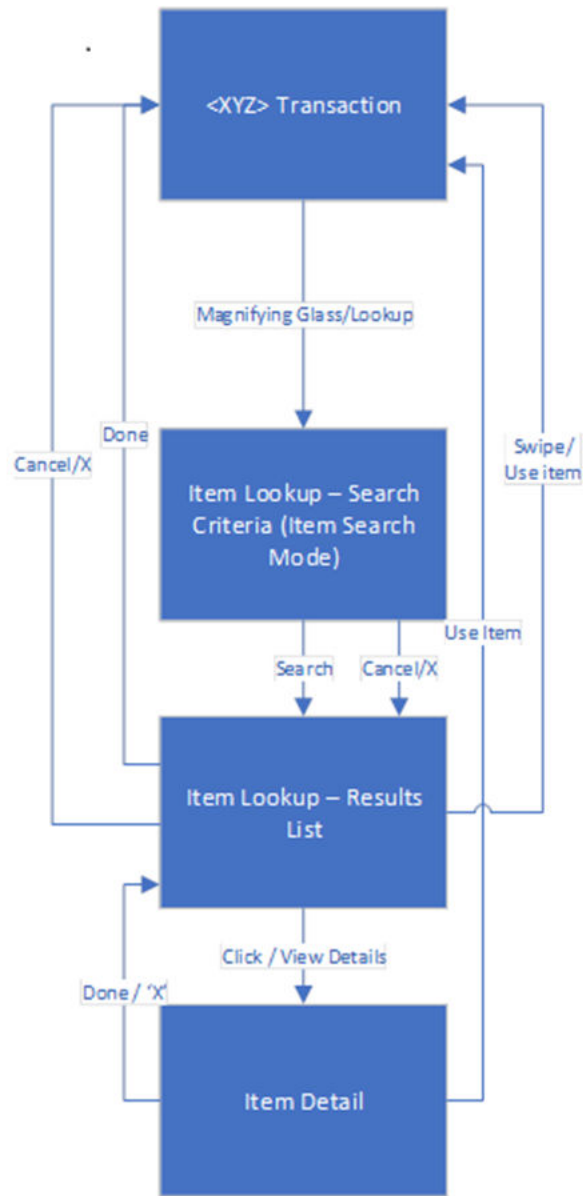 <XYZ> Transaction
Magnifying Glass/Lookup
Done
Cancel/X
Swipe/
Use item
Item Lookup – Search
Criteria (Item Search
Mode)
Use Item
Search
Cancel/X
Item Lookup – Results
List
Click / View Details
Done / ‘X’
Item Detail